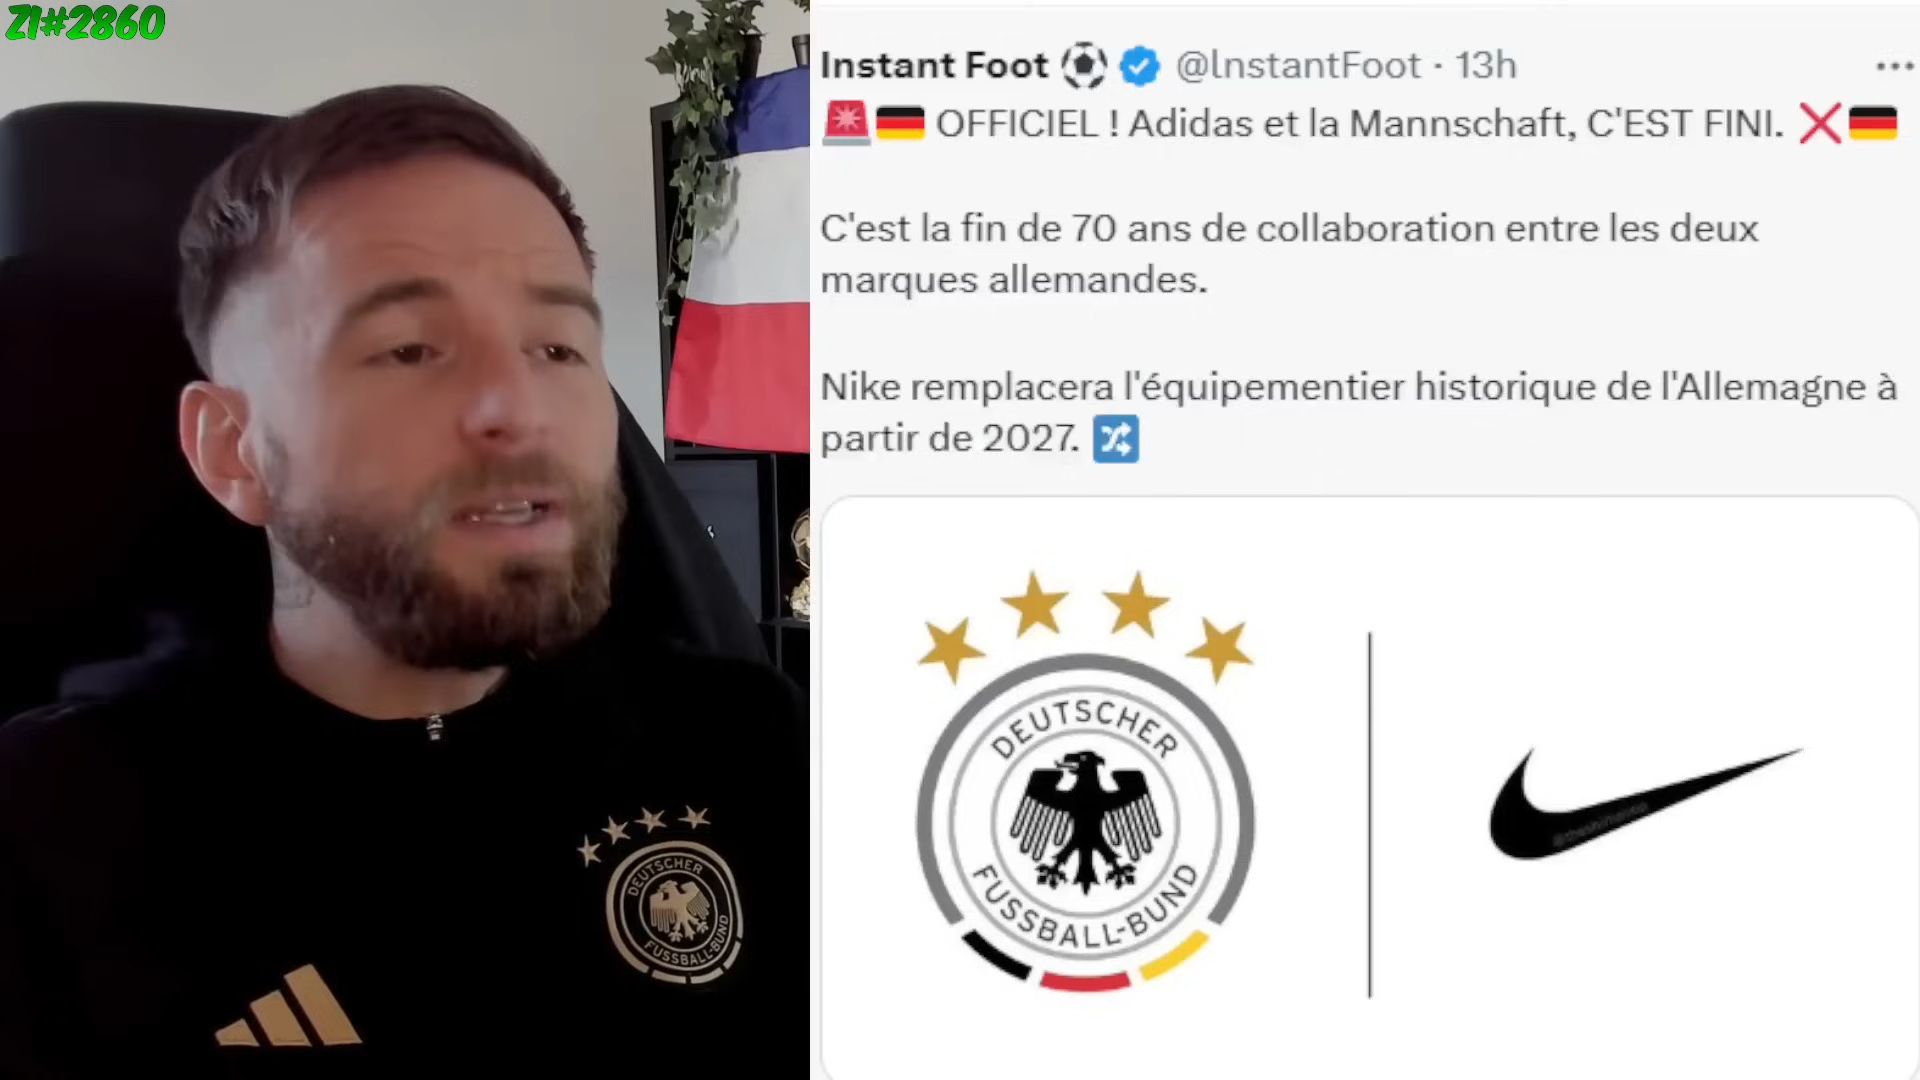 ZI#2860
Instant Foot @lnstantFoot · 13h
OFFICIEL ! Adidas et la Mannschaft, C'EST FINI.
C'est la fin de 70 ans de collaboration entre les deux
marques allemandes.
Nike remplacera l'équipementier historique de l'Allemagne à
partir de 2027.
DEUTSCHER
FUSSBALL-BUND
DEUTSCHER
FUSSBALL-BUND